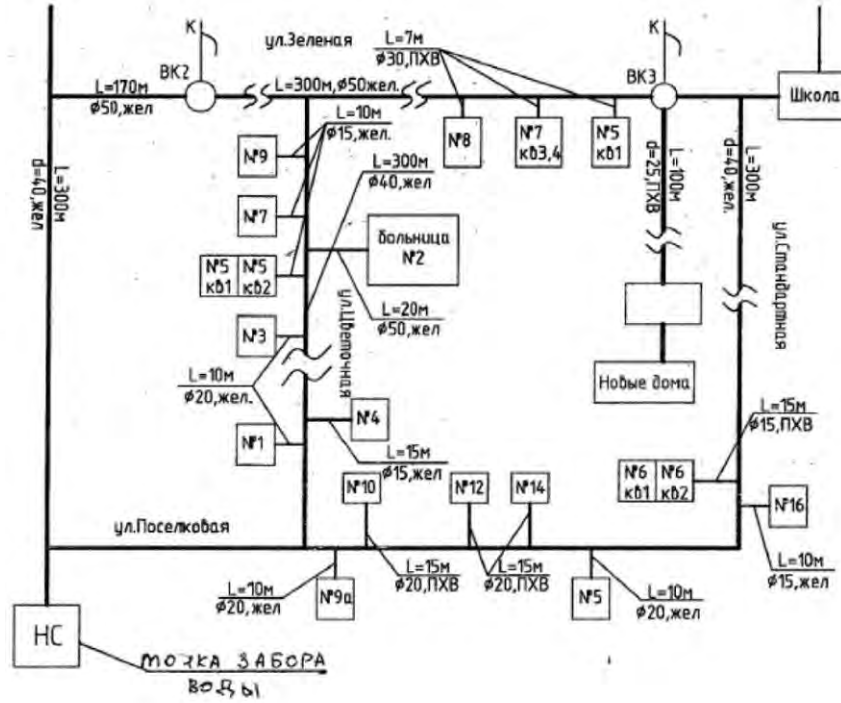 К
ВК2
ул.Зеленая
L=7м
ø30,ПХВ
К
ВК3
Школа
L=170м
ø50,жел
L=300м, ø50жел.
L=10м
ø15,жел.
№8
№7
кв3,4
№5
кв1
L=300м
d=40,жел
№9
L=300м
ø40,жел
№7
№5
кв1
№5
кв2
больница
№2
L=20м
ø50,жел
L=100м
d=25,ПХВ
L=300м
d=40,жел.
ул.Стандартная
№3
ул.Цветочная
L=10м
ø20,жел.
№1
№4
L=15м
ø15,жел
Новые дома
L=15м
ø15,ПХВ
№6
кв1
№6
кв2
№16
L=10м
ø15,жел
ул.Поселковая
№10
№12
№14
L=15м
ø20,ПХВ
L=15м
ø20,ПХВ
L=10м
ø20,жел
№9а
№5
L=10м
ø20,жел
НС
ТОЧКА ЗАБОРА
ВОДЫ